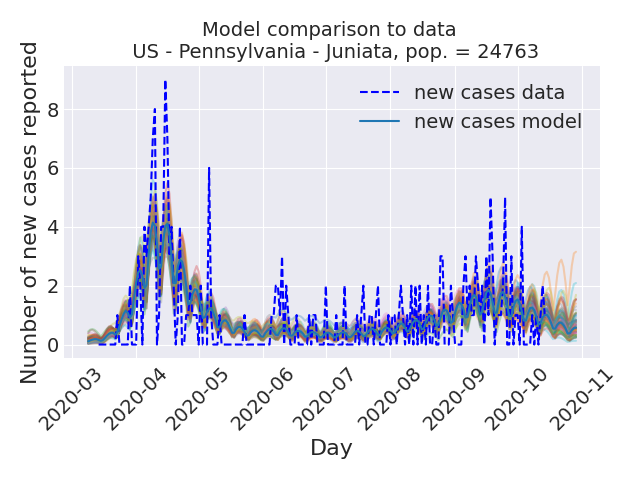 Model comparison to data
US - Pennsylvania - Juniata, pop. = 24763
Number of new cases reported
8
6
4
2
0
new cases data
new cases model
2020-03
2020-04
2020-05
2020-06
2020-07
2020-08
2020-09
2020-10
2020-11
Day